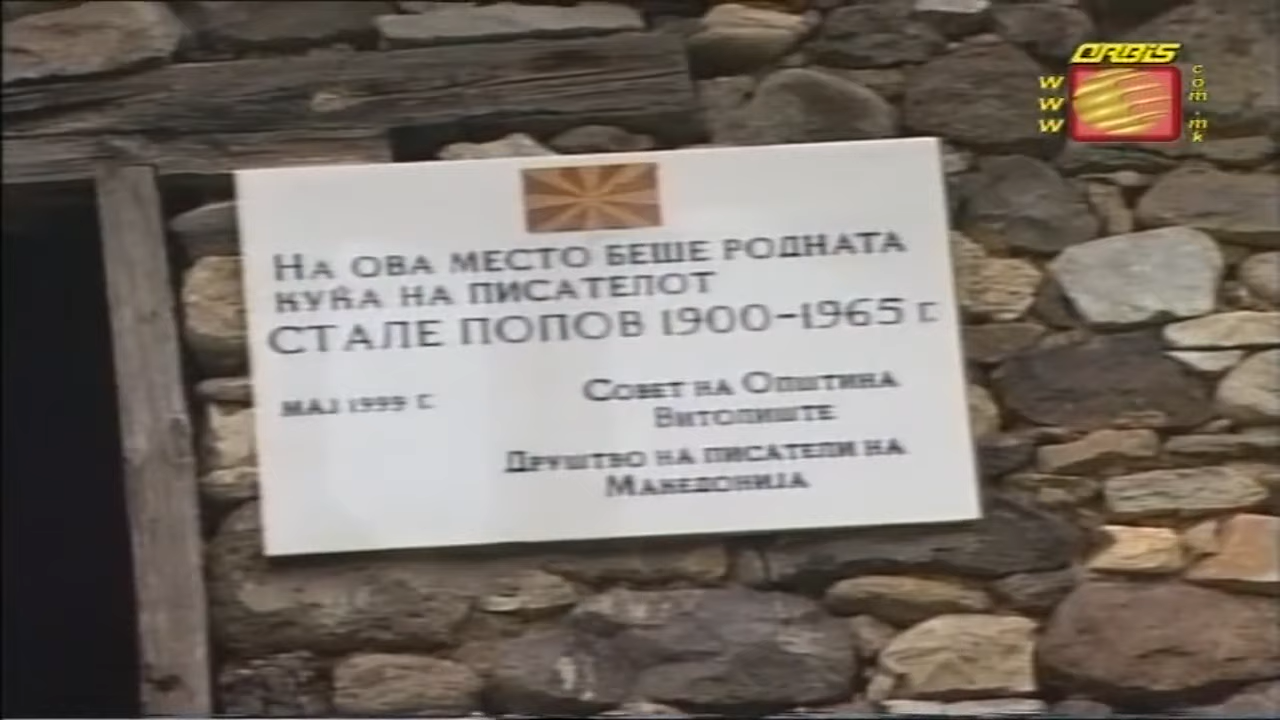 НА ОВА МЕСТО БЕШЕ РОДНАТА
КУЌА НА ПИСАТЕЛОТ
СТАЛЕ ПОПОВ 1900-1965 Г.
МАЈ 1999 Г.
СОВЕТ НА ОПШТИНА
ВИТОЛИШТЕ
ДРУШТВО НА ПИСАТЕЛИ НА
МАКЕДОНИЈА
ORBIS
www
com.mk